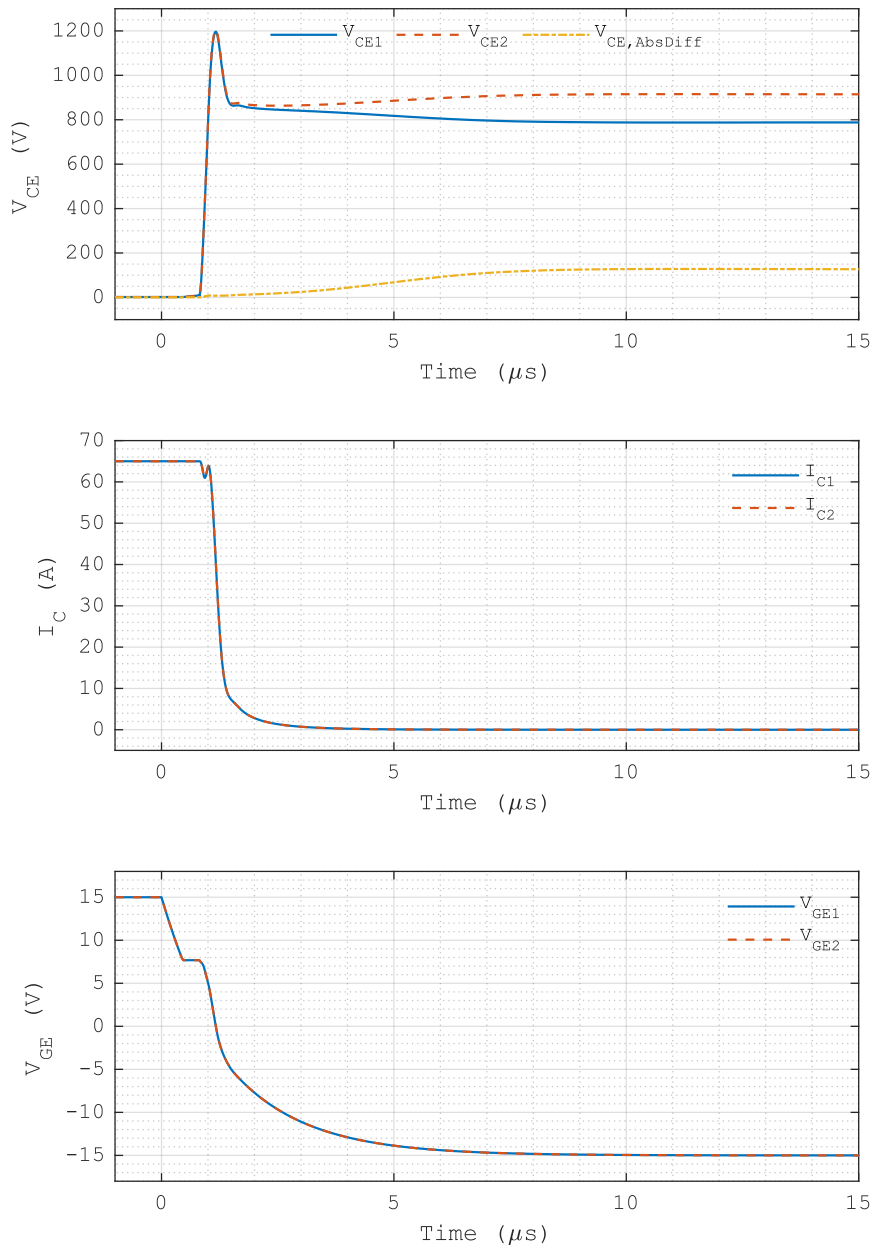 V_CE1 V_CE2 V_CE,AbsDiff
V_CE (V)
1200
1000
800
600
400
200
0
0 5 10 15
Time (μs)
I_C1
I_C2
I_C (A)
70
60
50
40
30
20
10
0
0 5 10 15
Time (μs)
V_GE1
V_GE2
V_GE (V)
15
10
5
0
−5
−10
−15
0 5 10 15
Time (μs)